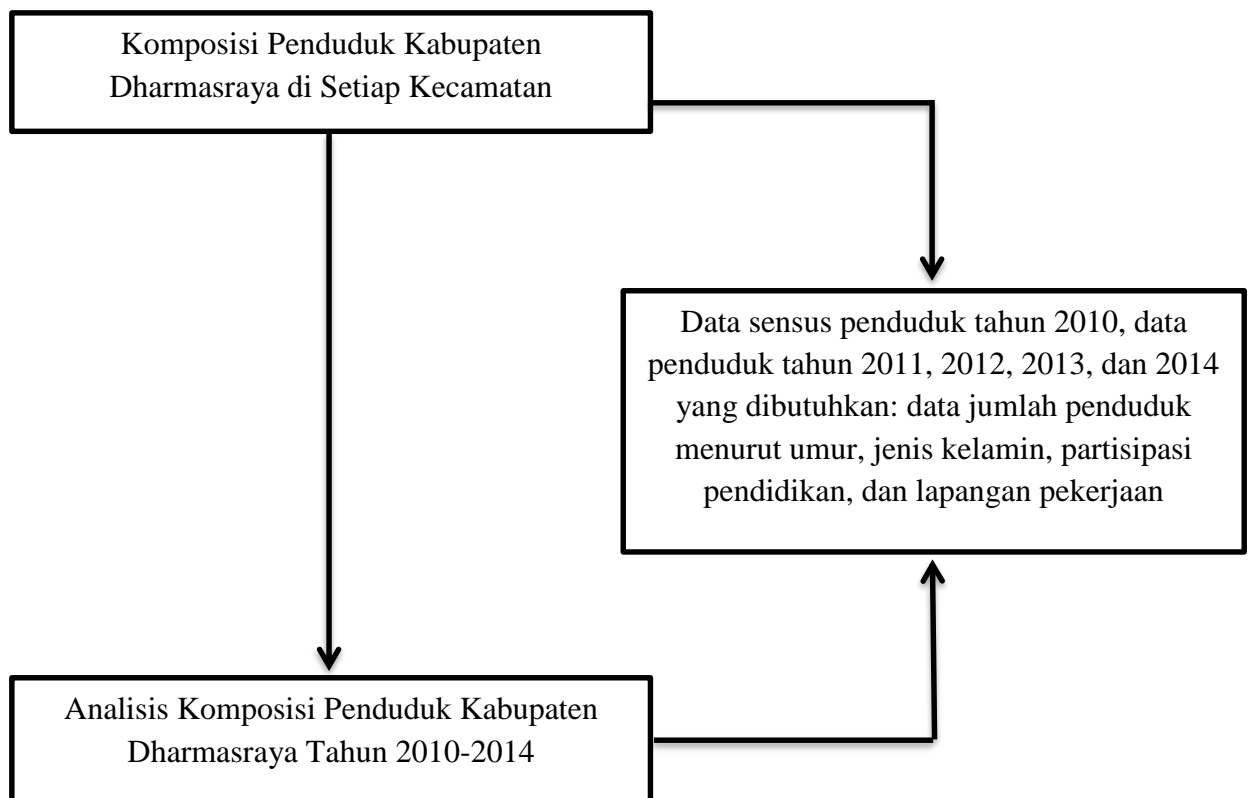 Komposisi Penduduk Kabupaten
Dharmasraya di Setiap Kecamatan
Data sensus penduduk tahun 2010, data
penduduk tahun 2011, 2012, 2013, dan 2014
yang dibutuhkan: data jumlah penduduk
menurut umur, jenis kelamin, partisipasi
pendidikan, dan lapangan pekerjaan
Analisis Komposisi Penduduk Kabupaten
Dharmasraya Tahun 2010-2014